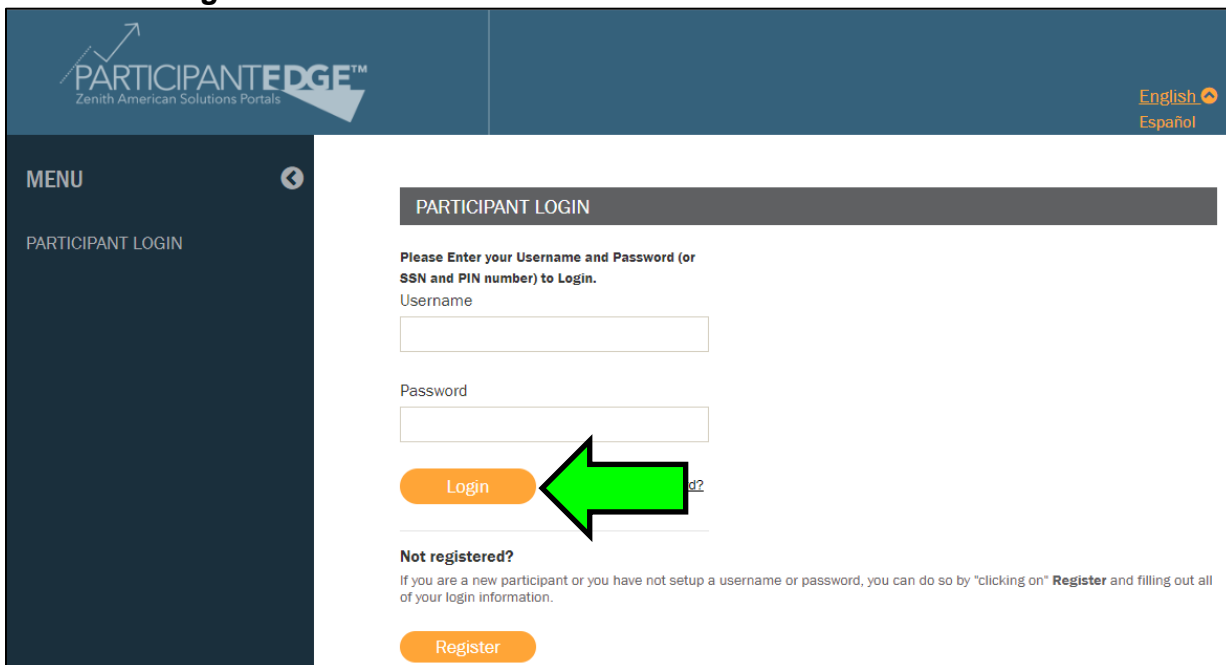 PARTICIPANTEDGE™
Zenith American Solutions Portals
English
Español
MENU
PARTICIPANT LOGIN
PARTICIPANT LOGIN
Please Enter your Username and Password (or
SSN and PIN number) to Login.
Username
Password
Login
Not registered?
If you are a new participant or you have not setup a username or password, you can do so by "clicking on" Register and filling out all
of your login information.
Register